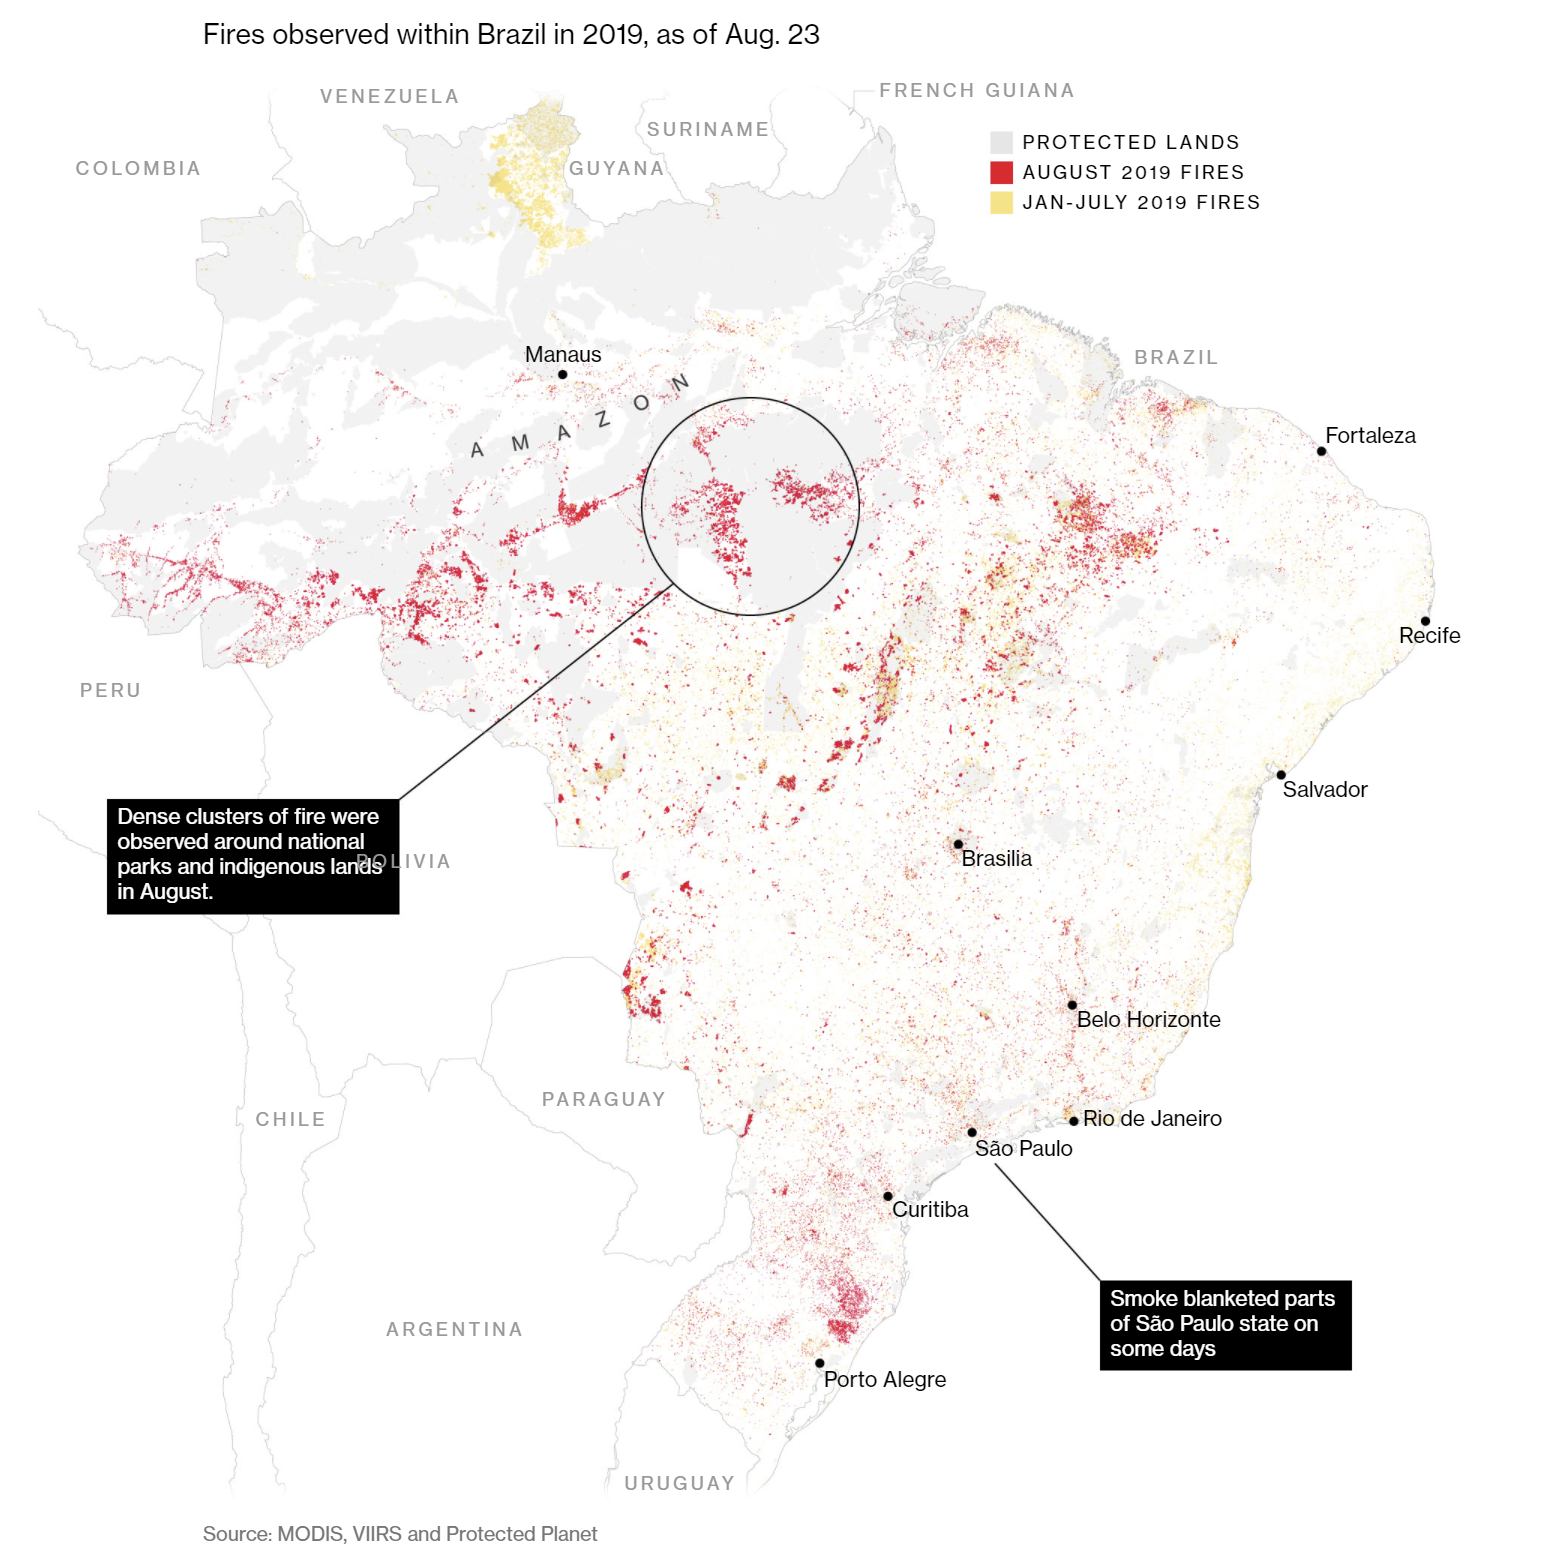 Fires observed within Brazil in 2019, as of Aug. 23
VENEZUELA
FRENCH GUIANA
SURINAME
COLOMBIA
GUYANA
PROTECTED LANDS
AUGUST 2019 FIRES
JAN-JULY 2019 FIRES
Manaus
BRAZIL
AMAZON
Fortaleza
Recife
PERU
Salvador
Dense clusters of fire were
observed around national
parks and indigenous lands
in August.
BOLIVIA
Brasilia
Belo Horizonte
PARAGUAY
CHILE
Rio de Janeiro
São Paulo
Curitiba
Smoke blanketed parts
of São Paulo state on
some days
ARGENTINA
Porto Alegre
URUGUAY
Source: MODIS, VIIRS and Protected Planet